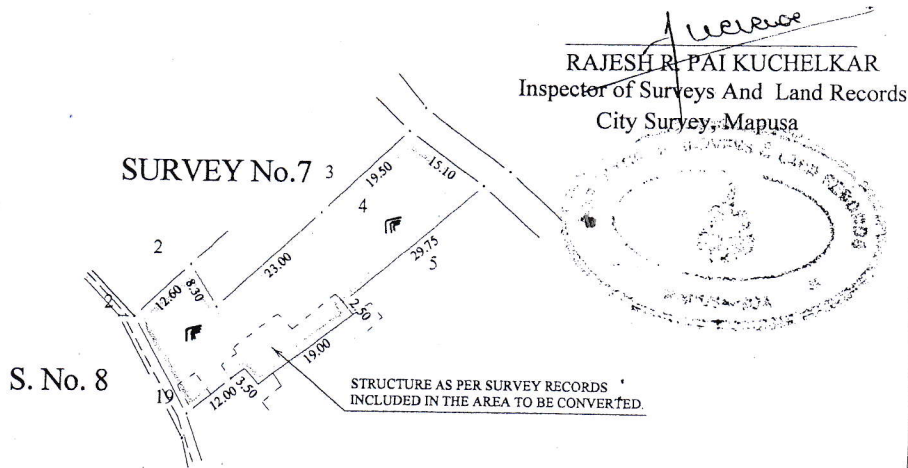 RAJESH R. PAI KUCHELKAR
Inspector of Surveys And Land Records
City Survey, Mapusa
SURVEY No.7
3
19.50
15.10
4
2
23.00
29.75
5
12.60
8.30
2.50
19.00
S. No. 8
19
12.00
3.50
STRUCTURE AS PER SURVEY RECORDS
INCLUDED IN THE AREA TO BE CONVERTED.
& LAND RECORDS